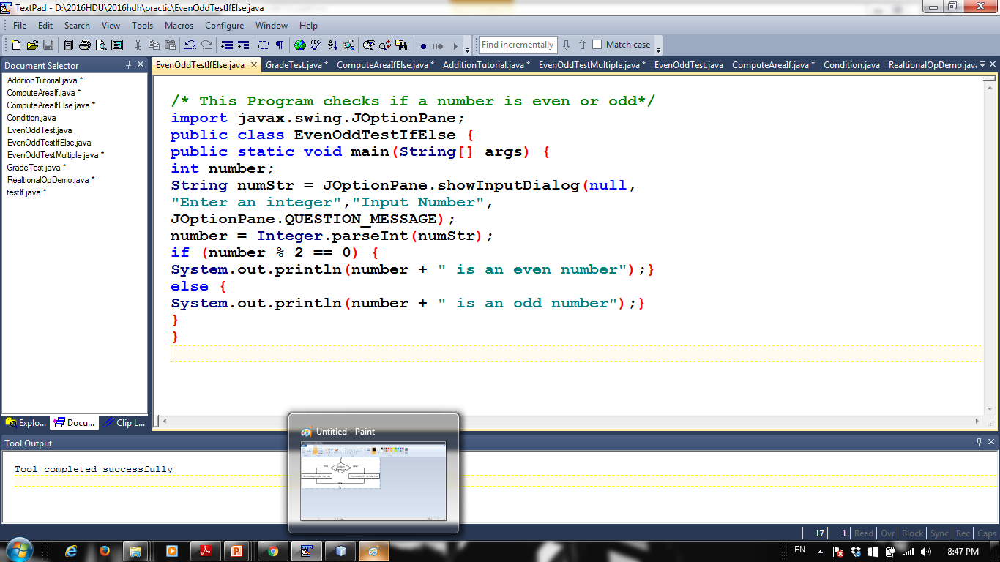 TextPad - D:\2016HDU\2016hdh\practic\EvenOddTestIfElse.java
File Edit Search View Tools Macros Configure Window Help
Find incrementally Match case
Document Selector
EvenOddTestIfElse.java GradeTest.java * ComputeAreaIfElse.java * AdditionTutorial.java * EvenOddTestMultiple.java * EvenOddTest.java ComputeAreaIf.java * Condition.java RealtionalOpDemo.java
AdditionTutorial.java *
ComputeAreaIf.java *
ComputeAreaIfElse.java *
Condition.java
EvenOddTest.java
EvenOddTestIfElse.java
EvenOddTestMultiple.java *
GradeTest.java *
RealtionalOpDemo.java *
testIf.java *
/* This Program checks if a number is even or odd*/
import javax.swing.JOptionPane;
public class EvenOddTestIfElse {
public static void main(String[] args) {
int number;
String numStr = JOptionPane.showInputDialog(null,
"Enter an integer","Input Number",
JOptionPane.QUESTION_MESSAGE);
number = Integer.parseInt(numStr);
if (number % 2 == 0) {
System.out.println(number + " is an even number");}
else {
System.out.println(number + " is an odd number");}
}
}
Explo... Docu... Clip L...
Untitled - Paint
Tool Output
Tool completed successfully
17 1 Read Ovr Block Sync Rec Caps
EN 8:47 PM